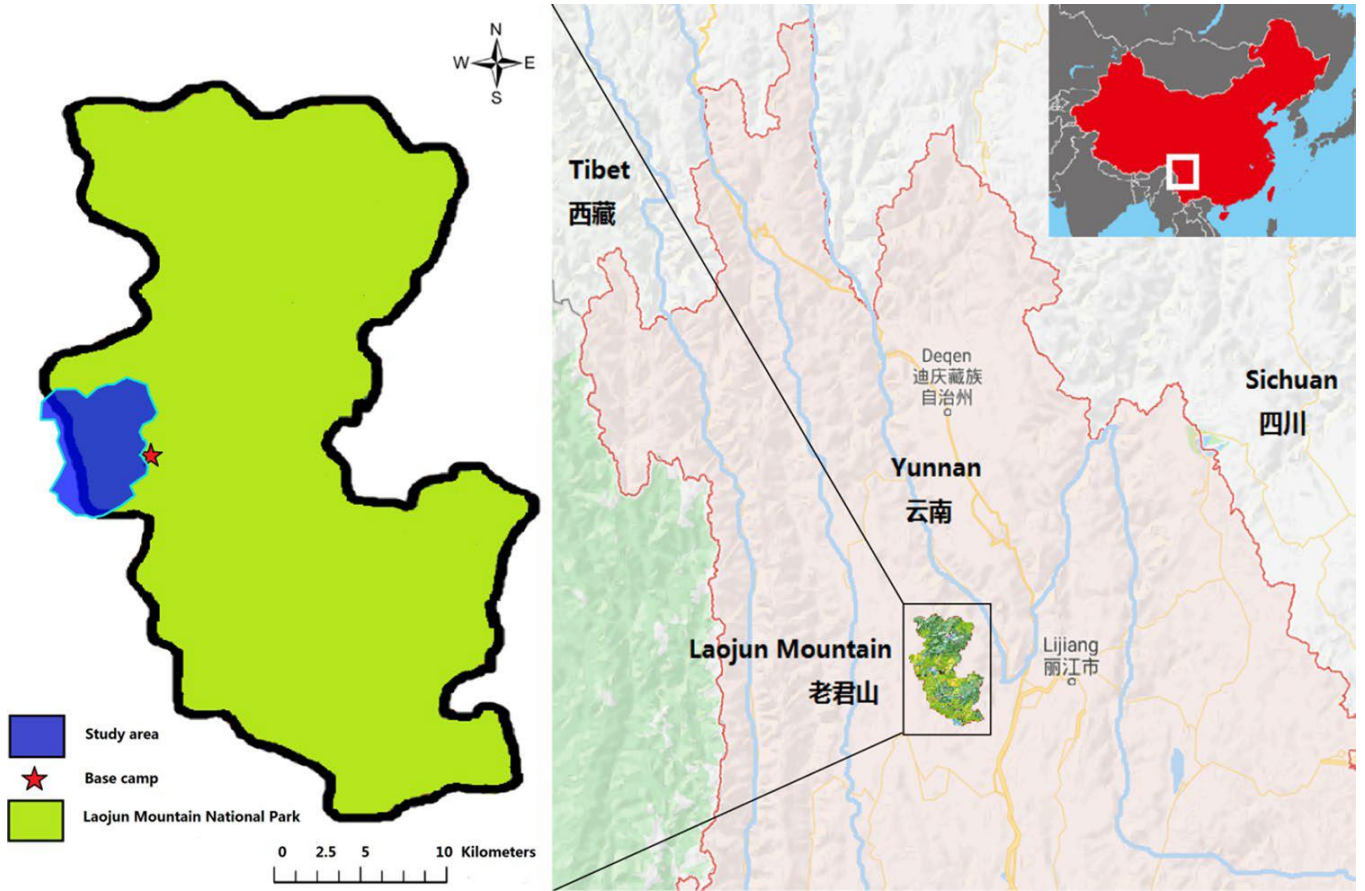 N
W E
S
Study area
Base camp
Laojun Mountain National Park
0 2.5 5 10 Kilometers
Tibet
西藏
Deqen
迪庆藏族
自治州
Sichuan
四川
Yunnan
云南
Laojun Mountain
老君山
Lijiang
丽江市